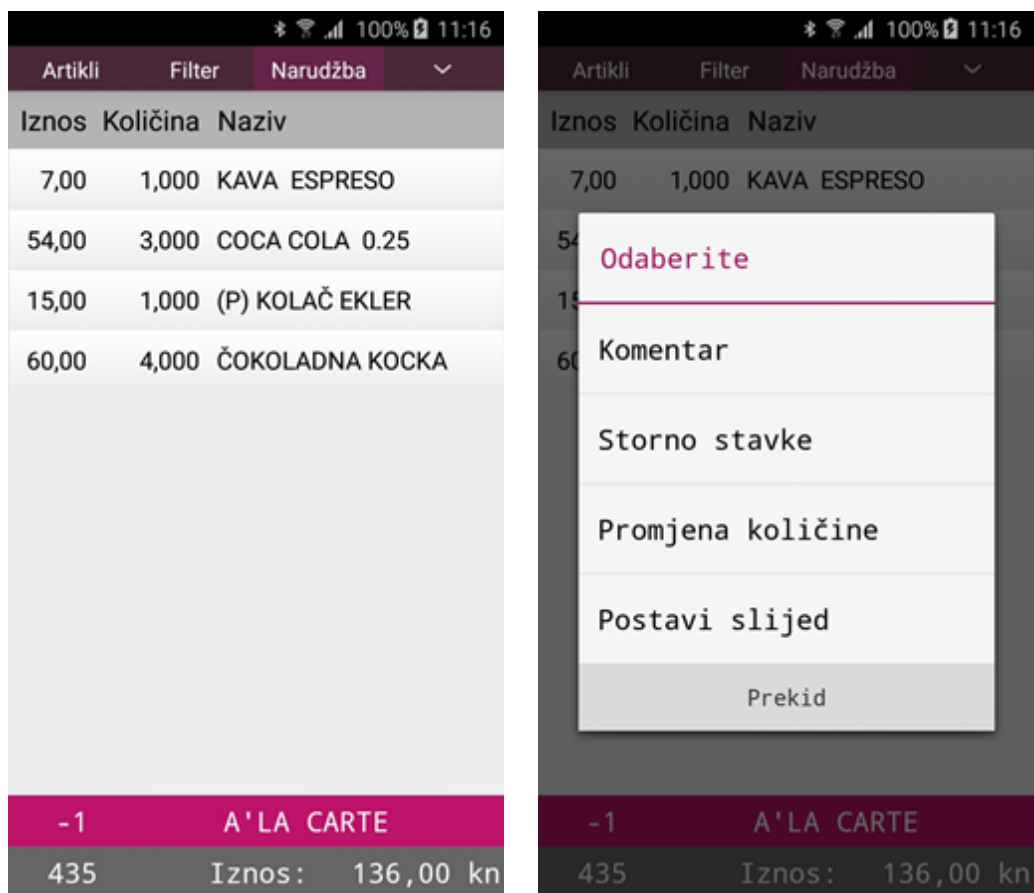 100% 11:16
Artikli Filter Narudžba
Iznos Količina Naziv
7,00 1,000 KAVA ESPRESO
54,00 3,000 COCA COLA 0.25
15,00 1,000 (P) KOLAČ EKLER
60,00 4,000 ČOKOLADNA KOCKA
-1 A'LA CARTE
435 Iznos: 136,00 kn
100% 11:16
Artikli Filter Narudžba
Iznos Količina Naziv
7,00 1,000 KAVA ESPRESO
54
15
60
Odaberite
Komentar
Storno stavke
Promjena količine
Postavi slijed
Prekid
-1 A'LA CARTE
435 Iznos: 136,00 kn